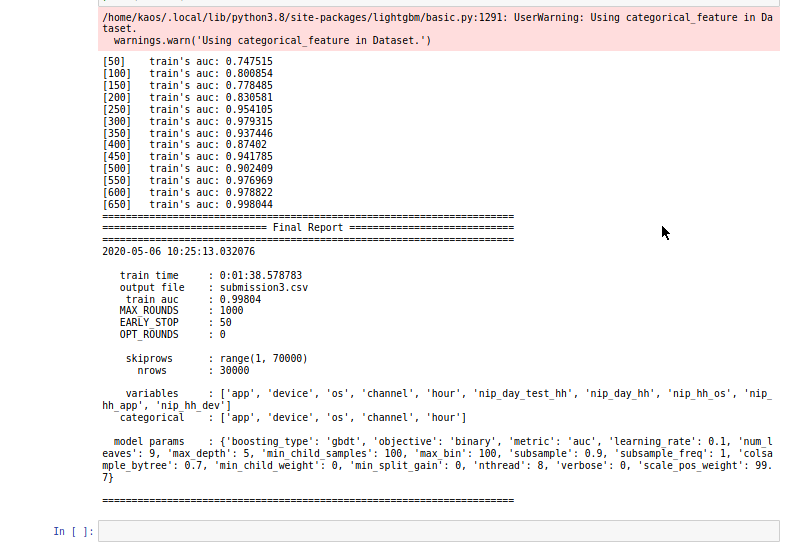 /home/kaos/.local/lib/python3.8/site-packages/lightgbm/basic.py:1291: UserWarning: Using categorical_feature in Da
taset.
  warnings.warn('Using categorical_feature in Dataset.')
[50]    train's auc: 0.747515
[100]   train's auc: 0.800854
[150]   train's auc: 0.778485
[200]   train's auc: 0.830581
[250]   train's auc: 0.954105
[300]   train's auc: 0.979315
[350]   train's auc: 0.937446
[400]   train's auc: 0.87402
[450]   train's auc: 0.941785
[500]   train's auc: 0.902409
[550]   train's auc: 0.976969
[600]   train's auc: 0.978822
[650]   train's auc: 0.998044
======================================================================
============================ Final Report ============================
======================================================================
2020-05-06 10:25:13.032076
   train time     : 0:01:38.578783
   output file    : submission3.csv
    train auc     : 0.99804
   MAX_ROUNDS     : 1000
   EARLY_STOP     : 50
   OPT_ROUNDS     : 0
    skiprows      : range(1, 70000)
      nrows       : 30000
    variables     : ['app', 'device', 'os', 'channel', 'hour', 'nip_day_test_hh', 'nip_day_hh', 'nip_hh_os', 'nip_
hh_app', 'nip_hh_dev']
   categorical    : ['app', 'device', 'os', 'channel', 'hour']
  model params    : {'boosting_type': 'gbdt', 'objective': 'binary', 'metric': 'auc', 'learning_rate': 0.1, 'num_l
eaves': 9, 'max_depth': 5, 'min_child_samples': 100, 'max_bin': 100, 'subsample': 0.9, 'subsample_freq': 1, 'colsa
mple_bytree': 0.7, 'min_child_weight': 0, 'min_split_gain': 0, 'nthread': 8, 'verbose': 0, 'scale_pos_weight': 99.
7}
======================================================================
In [ ]: